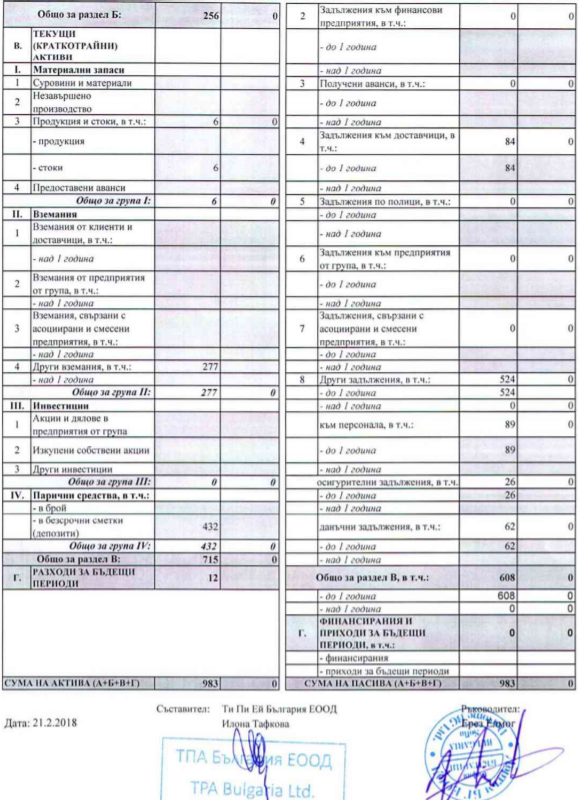 Общо за раздел Б: 256 0
В. ТЕКУЩИ
(КРАТКОТРАЙНИ)
АКТИВИ
I. Материални запаси
1 Суровини и материали
2 Незавършено
производство
3 Продукция и стоки, в т.ч.: 6 0
- продукция
- стоки 6
4 Предоставени аванси
Общо за група I: 6 0
II. Вземания
1 Вземания от клиенти и
доставчици, в т.ч.:
- над 1 година
2 Вземания от предприятия
от група, в т.ч.:
- над 1 година
3 Вземания, свързани с
асоциирани и смесени
предприятия, в т.ч.:
- над 1 година
4 Други вземания, в т.ч.: 277
- над 1 година
Общо за група II: 277 0
III. Инвестиции
1 Акции и дялове в
предприятия от група
2 Изкупени собствени акции
3 Други инвестиции
Общо за група III: 0 0
IV. Парични средства, в т.ч.:
- в брой
- в безсрочни сметки
(депозити) 432
Общо за група IV: 432 0
Общо за раздел В: 715 0
Г. РАЗХОДИ ЗА БЪДЕЩИ
ПЕРИОДИ 12
СУМА НА АКТИВА (А+Б+В+Г) 983 0
2 Задължения към финансови
предприятия, в т.ч.: 0 0
- до 1 година
- над 1 година
3 Получени аванси, в т.ч.: 0 0
- до 1 година
- над 1 година
4 Задължения към доставчици, в
т.ч.: 84 0
- до 1 година 84
- над 1 година
5 Задължения по полици, в т.ч.: 0 0
- до 1 година
- над 1 година
6 Задължения към предприятия
от група, в т.ч.: 0 0
- до 1 година
- над 1 година
7 Задължения, свързани с
асоциирани и смесени
предприятия, в т.ч.: 0 0
- до 1 година
- над 1 година
8 Други задължения, в т.ч.: 524 0
- до 1 година 524
- над 1 година 0 0
към персонала, в т.ч.: 89 0
- до 1 година 89
- над 1 година
осигурителни задължения, в т.ч. 26 0
- до 1 година 26
- над 1 година
данъчни задължения, в т.ч.: 62 0
- до 1 година 62
- над 1 година
Общо за раздел В, в т.ч.: 608 0
- до 1 година 608 0
- над 1 година 0 0
Г. ФИНАНСИРАНИЯ И
ПРИХОДИ ЗА БЪДЕЩИ
ПЕРИОДИ, в т.ч.: 0 0
- финансирания
- приходи за бъдещи периоди
СУМА НА ПАСИВА (А+Б+В+Г) 983 0
Съставител: Ти Пи Ей България ЕООД
Ръководител:
Дата: 21.2.2018
Илона Тафкова
ТПА България ЕООД
TPA Bulgaria Ltd.